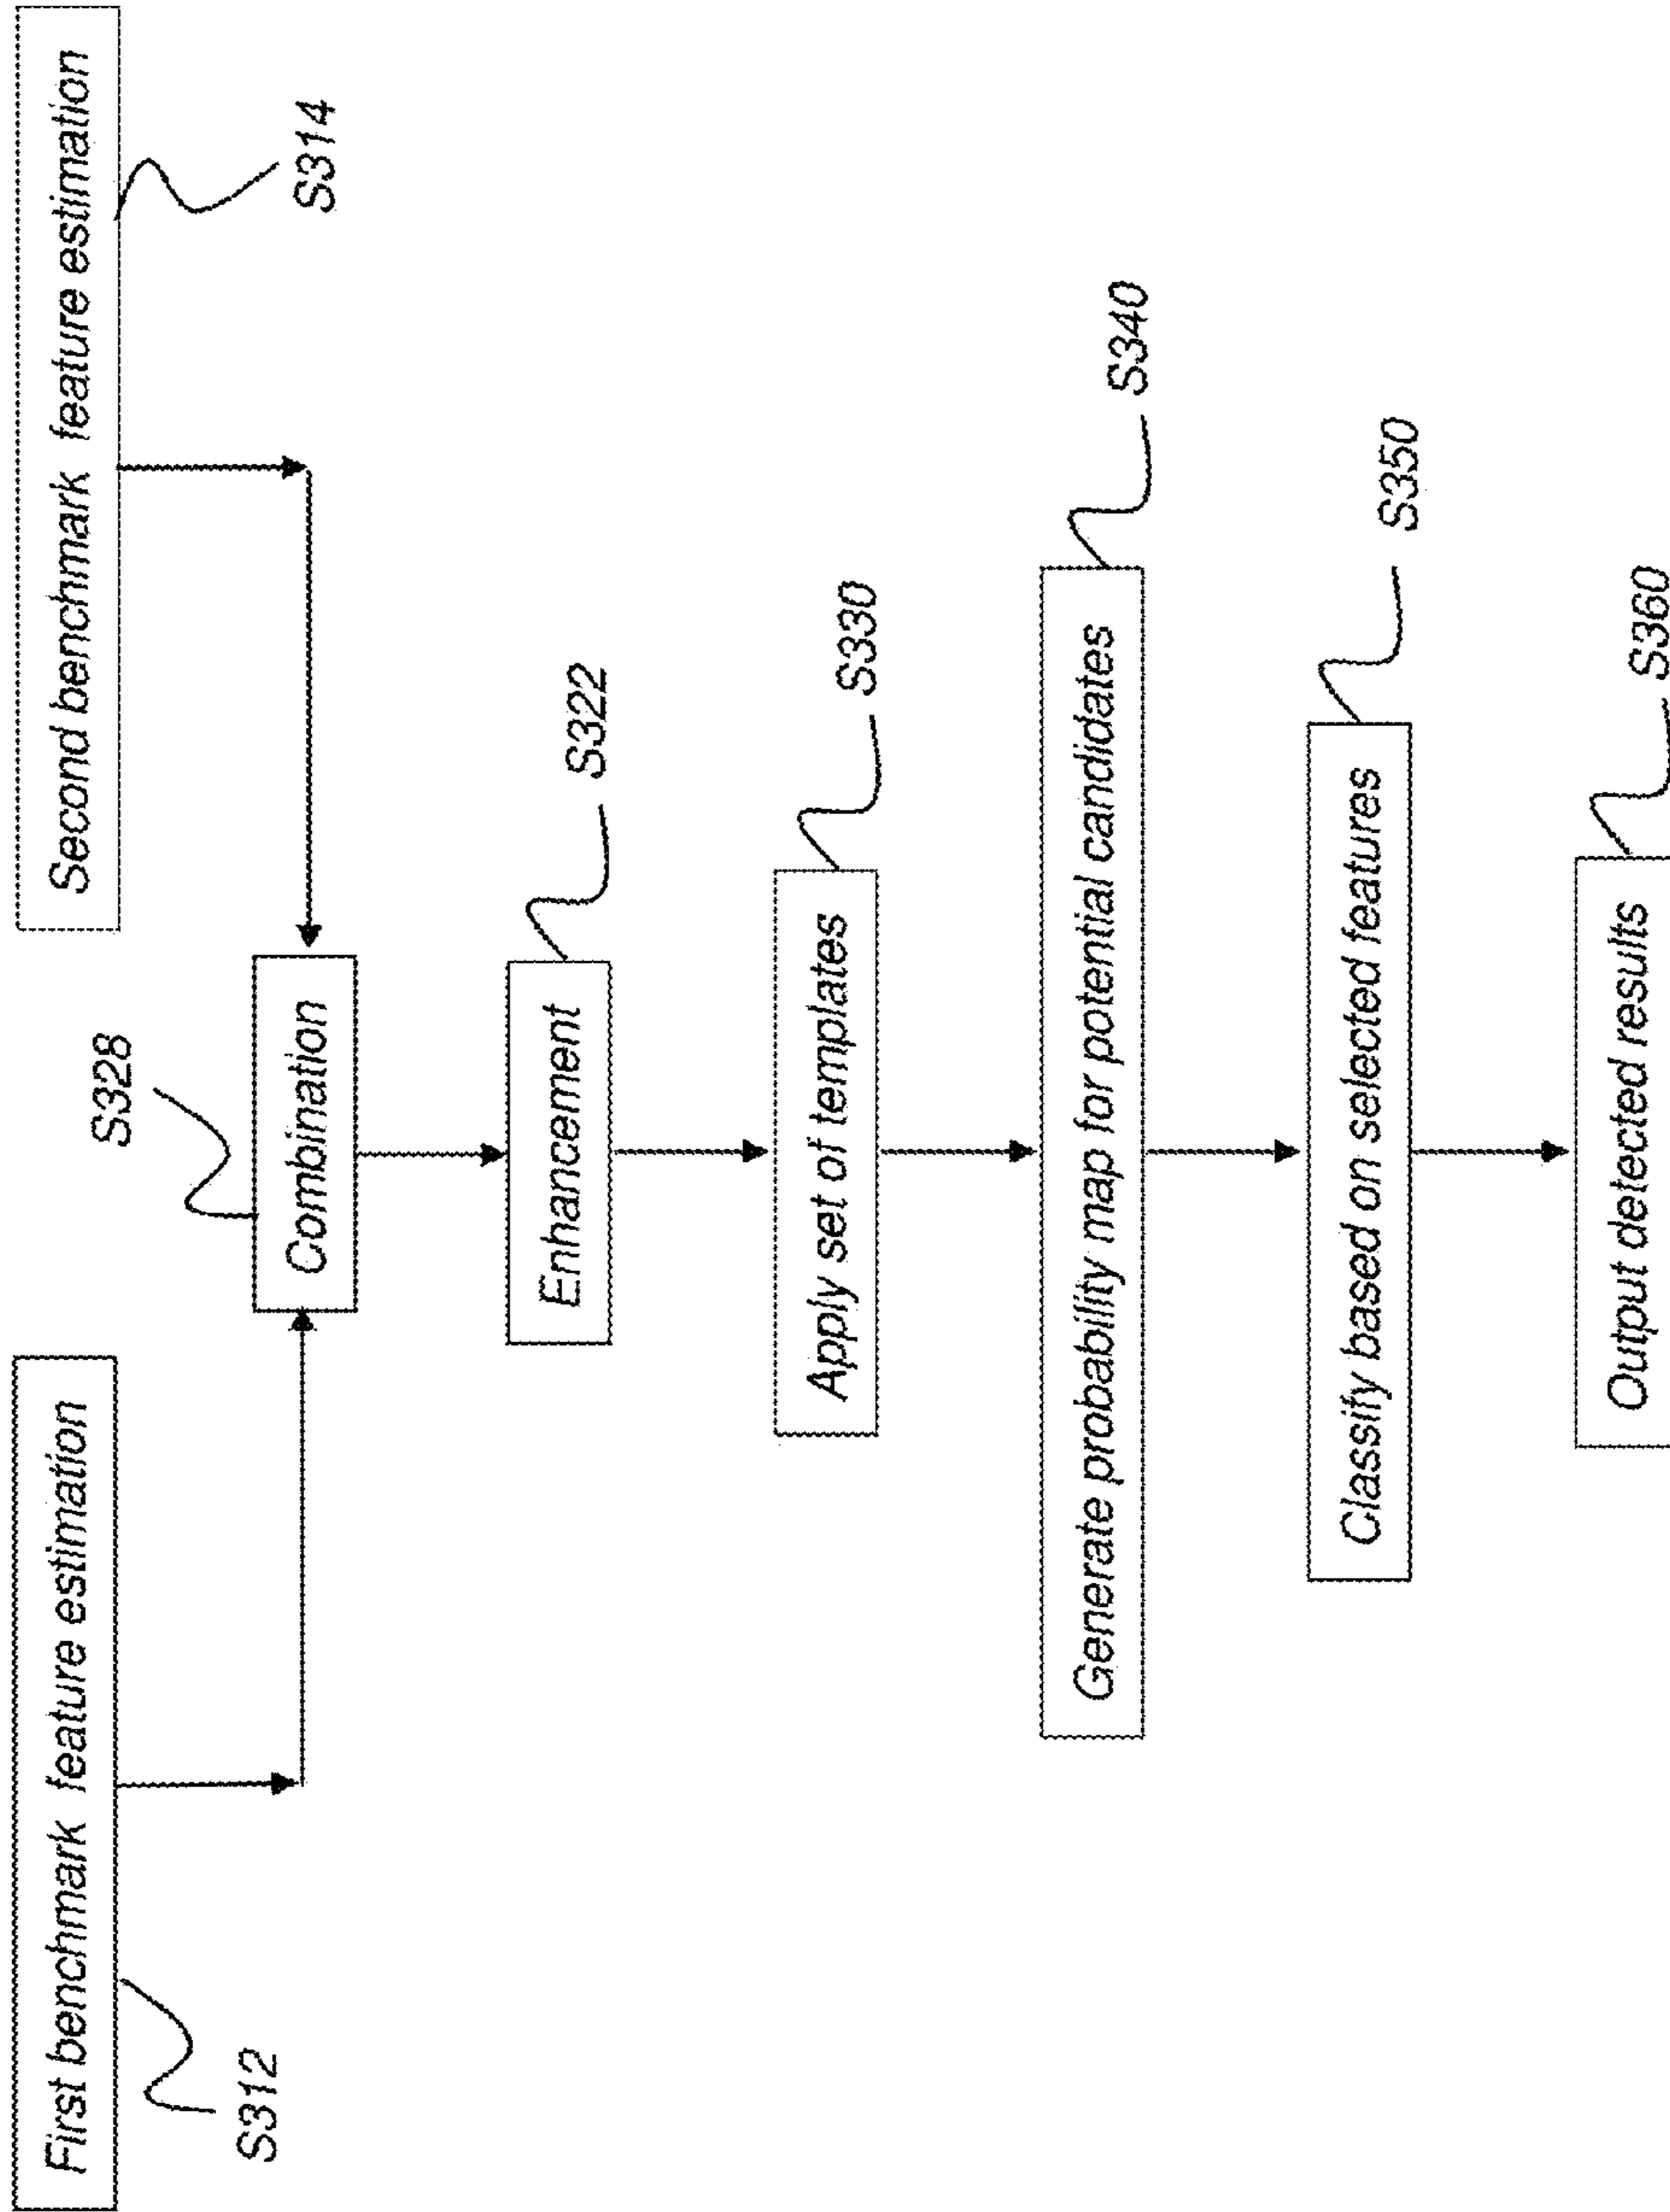 First benchmark feature estimation
Second benchmark feature estimation
S312
S314
S328
Combination
Enhancement
S322
Apply set of templates
S330
Generate probability map for potential candidates
S340
Classify based on selected features
S350
Output detected results
S360